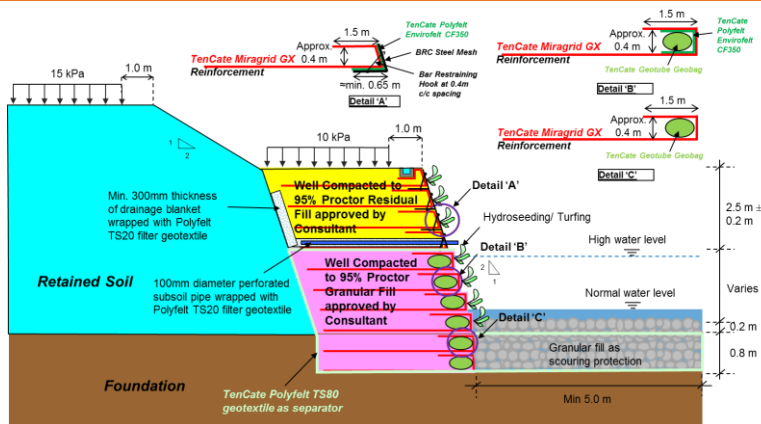 1.5 m
TenCate Polyfelt
Envirofelt CF350
TenCate Miragrid GX
Reinforcement
Approx.
0.4 m
BRC Steel Mesh
Bar Restraining
Hook at 0.4m
c/c spacing
≈min. 0.65 m
Detail 'A'
1.5 m
TenCate
Polyfelt
Envirofelt
CF350
Approx.
0.4 m
TenCate Miragrid GX
Reinforcement
TenCate Geotube Geobag
Detail 'B'
1.5 m
Approx.
0.4 m
TenCate Miragrid GX
Reinforcement
TenCate Geotube Geobag
Detail 'C'
15 kPa
1.0 m
1
2
10 kPa
1.0 m
Well Compacted to
95% Proctor Residual
Fill approved by
Consultant
Detail 'A'
2.5 m ±
0.2 m
Min. 300mm thickness
of drainage blanket
wrapped with Polyfelt
TS20 filter geotextile
Hydroseeding/ Turfing
High water level
Detail 'B'
2
1
Well Compacted
to 95% Proctor
Granular Fill
approved by
Consultant
Retained Soil
100mm diameter perforated
subsoil pipe wrapped with
Polyfelt TS20 filter geotextile
Normal water level
Varies
Detail 'C'
0.2 m
Granular fill as
scouring protection
0.8 m
Foundation
TenCate Polyfelt TS80
geotextile as separator
Min 5.0 m